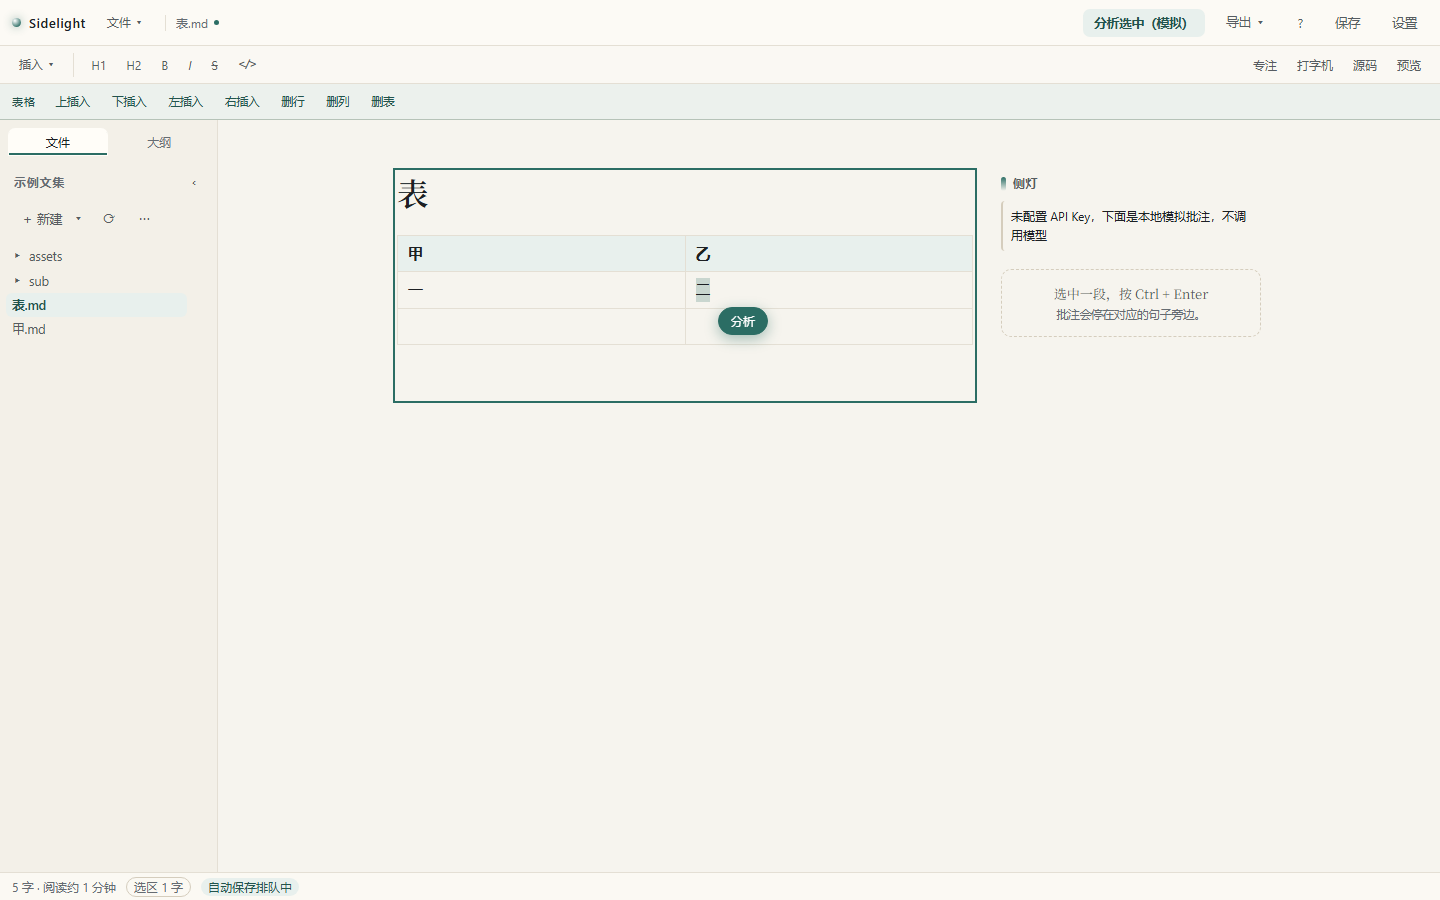 Sidelight 文件 表.md 分析选中（模拟） 导出 ? 保存 设置
插入 H1 H2 B I S </> 专注 打字机 源码 预览
表格 上插入 下插入 左插入 右插入 删行 删列 删表
文件 大纲
示例文集
+ 新建 ···
assets
sub
表.md
甲.md
表
甲 乙
一 二
分析
侧灯
未配置 API Key，下面是本地模拟批注，不调
用模型
选中一段，按 Ctrl + Enter
批注会停在对应的句子旁边。
5 字 · 阅读约 1 分钟 选区 1 字 自动保存排队中